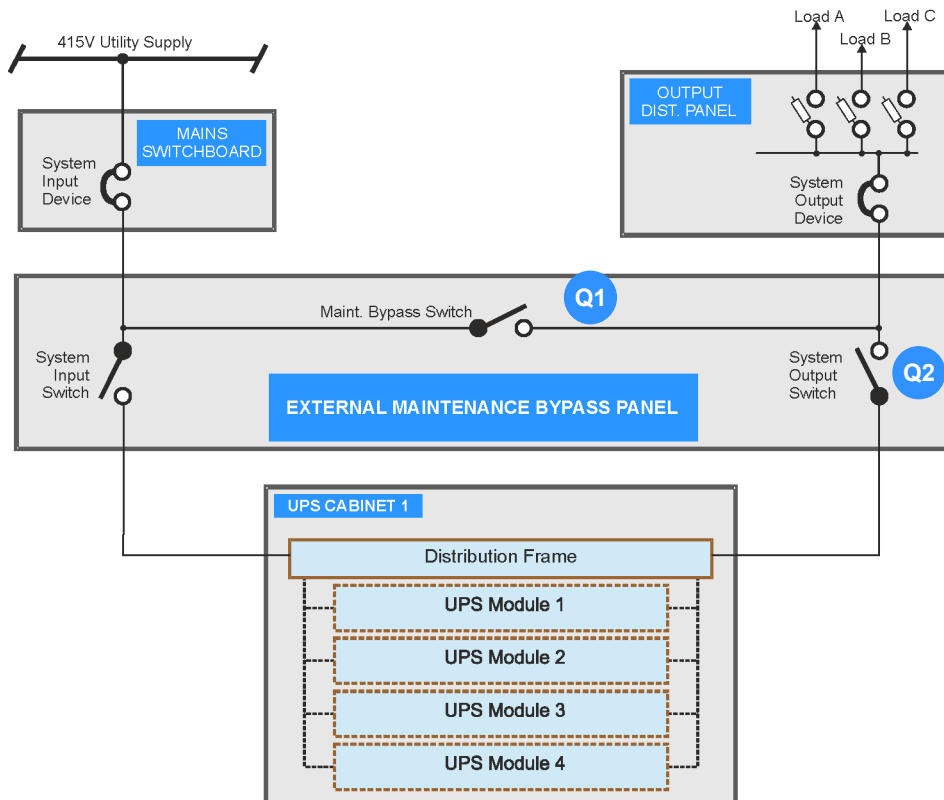 415V Utility Supply
MAINS
SWITCHBOARD
System
Input
Device
Load A
Load B
Load C
OUTPUT
DIST. PANEL
System
Output
Device
Maint. Bypass Switch
Q1
System
Input
Switch
System
Output
Switch
Q2
EXTERNAL MAINTENANCE BYPASS PANEL
UPS CABINET 1
Distribution Frame
UPS Module 1
UPS Module 2
UPS Module 3
UPS Module 4